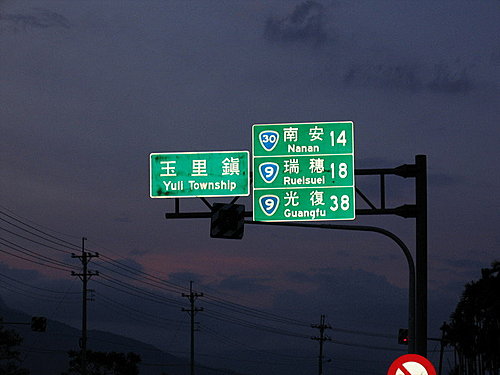 玉里鎮
Yuli Township
30 南安 14
Nanan
9 瑞穗 18
Rueisuei
9 光復 38
Guangfu